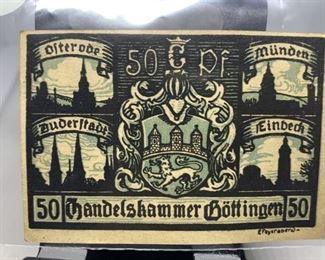 Osterode 50 G Pf. Münden
Duderstadt Einbeck
50 Handelskammer Göttingen 50